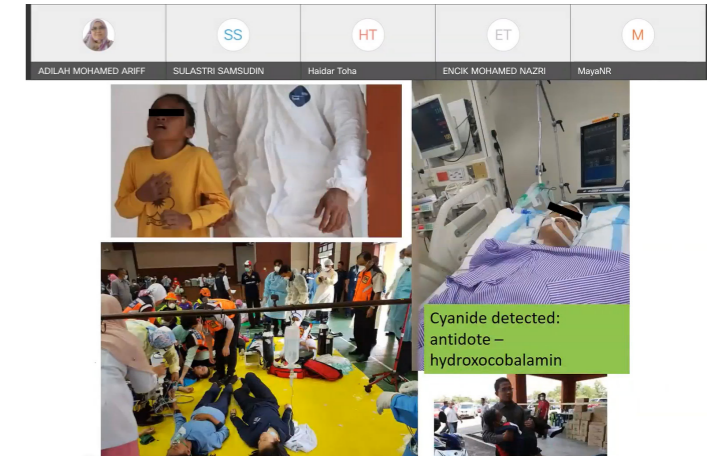 SS
HT
ET
M
ADILAH MOHAMED ARIFF
SULASTRI SAMSUDIN
Haidar Toha
ENCIK MOHAMED NAZRI
MayaNR
Cyanide detected:
antidote –
hydroxocobalamin